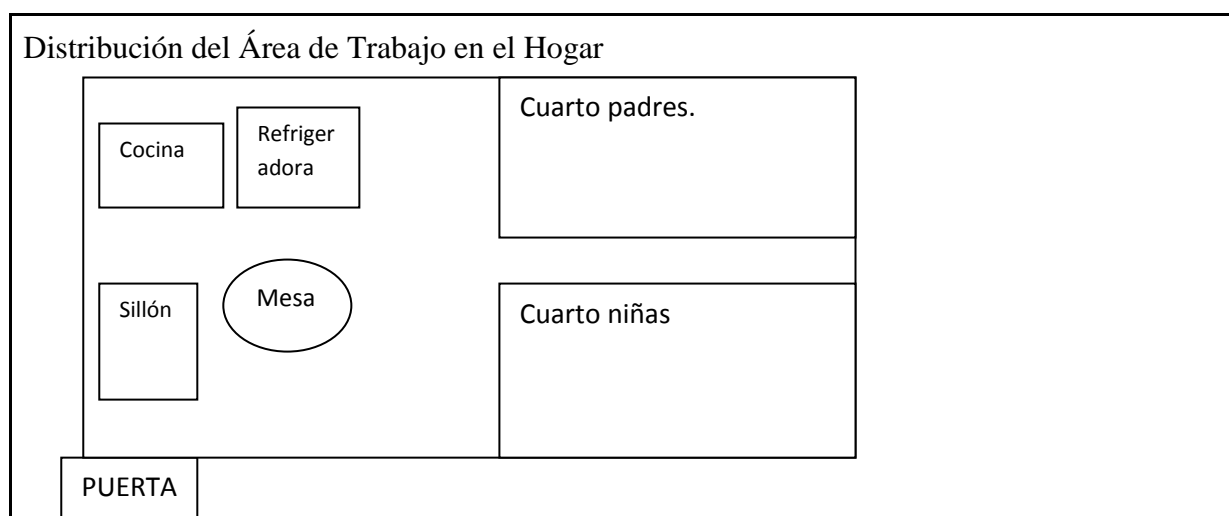 Distribución del Área de Trabajo en el Hogar
Cuarto padres.
Cocina
Refriger
adora
Sillón
Mesa
Cuarto niñas
PUERTA